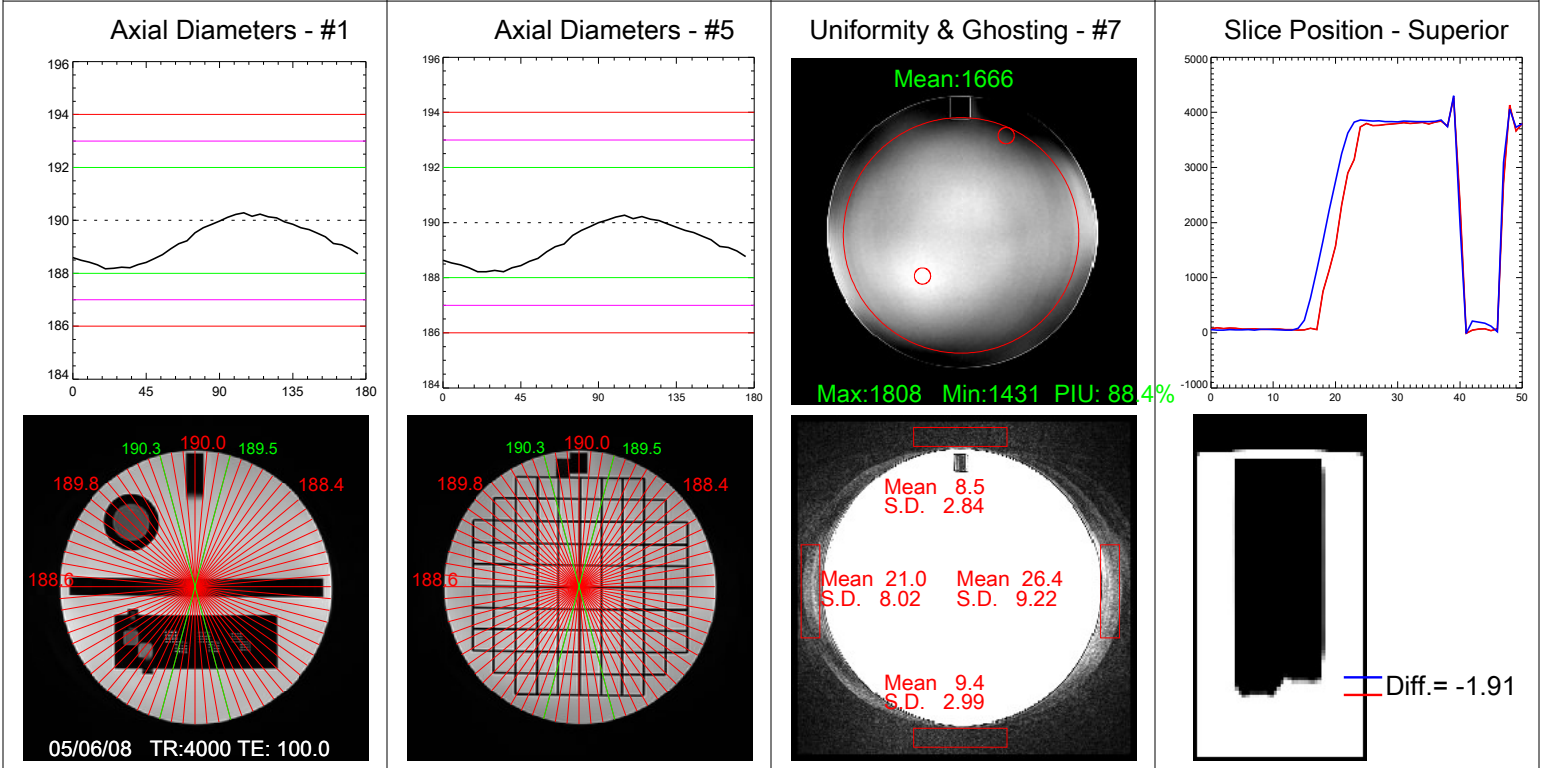 Axial Diameters - #1
196
194
192
190
188
186
184
0 45 90 135 180
190.3 190.0 189.5
189.8 188.4
188.6
05/06/08 TR:4000 TE: 100.0
Axial Diameters - #5
196
194
192
190
188
186
184
0 45 90 135 180
190.3 190.0 189.5
189.8 188.4
188.6
Uniformity & Ghosting - #7
Mean:1666
Max:1808 Min:1431 PIU: 88.4%
Mean 8.5
S.D. 2.84
Mean 21.0 Mean 26.4
S.D. 8.02 S.D. 9.22
Mean 9.4
S.D. 2.99
Slice Position - Superior
5000
4000
3000
2000
1000
0
-1000
0 10 20 30 40 50
Diff.= -1.91